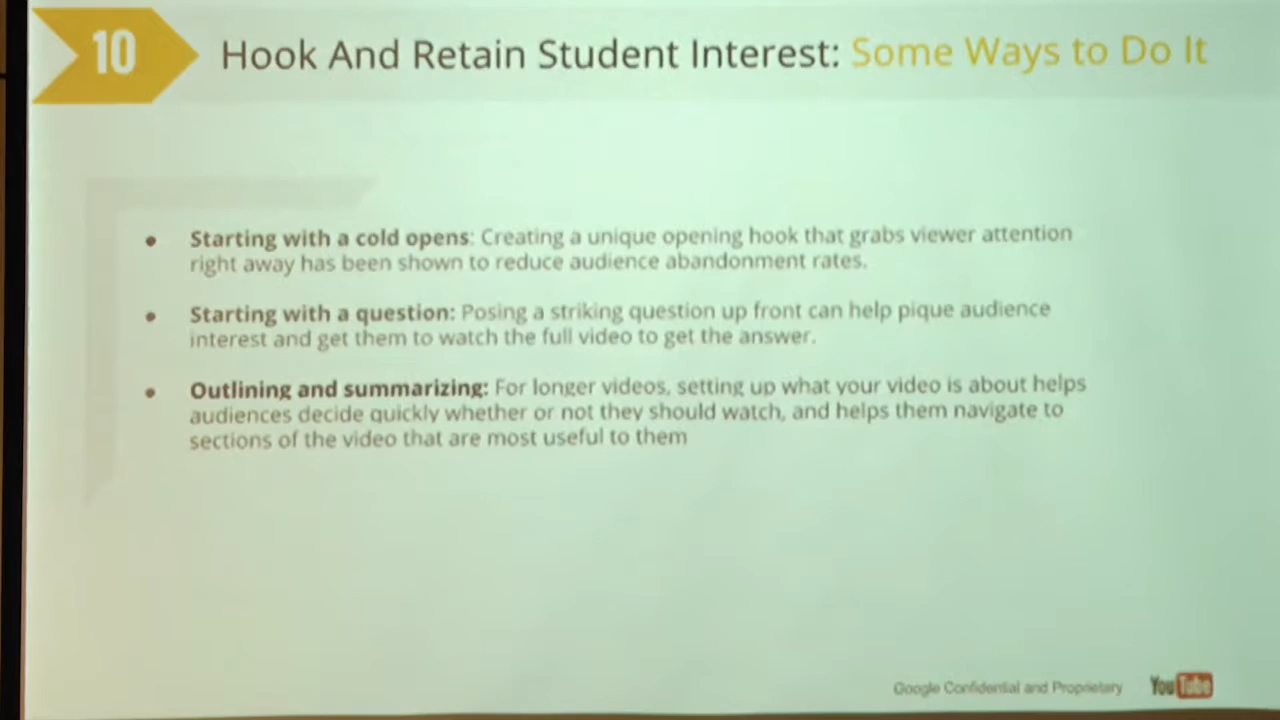 10
Hook And Retain Student Interest: Some Ways to Do It
• Starting with a cold opens: Creating a unique opening hook that grabs viewer attention
right away has been shown to reduce audience abandonment rates.
• Starting with a question: Posing a striking question up front can help pique audience
interest and get them to watch the full video to get the answer.
• Outlining and summarizing: For longer videos, setting up what your video is about helps
audiences decide quickly whether or not they should watch, and helps them navigate to
sections of the video that are most useful to them
Google Confidential and Proprietary YouTube